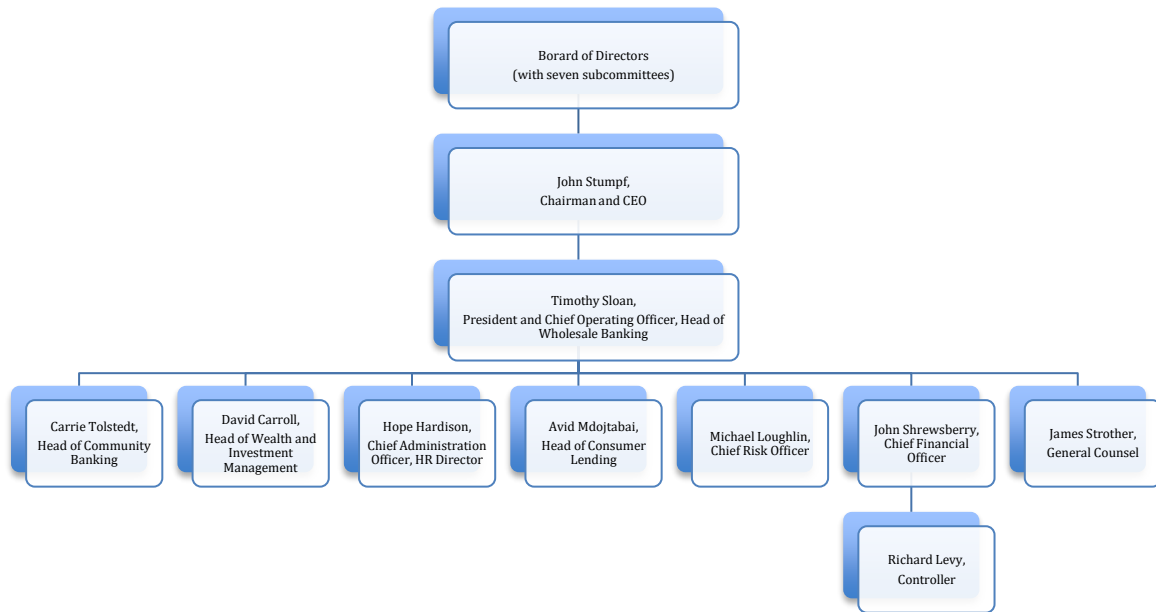 Borard of Directors
(with seven subcommittees)
John Stumpf,
Chairman and CEO
Timothy Sloan,
President and Chief Operating Officer, Head of
Wholesale Banking
Carrie Tolstedt,
Head of Community
Banking
David Carroll,
Head of Wealth and
Investment
Management
Hope Hardison,
Chief Administration
Officer, HR Director
Avid Mdojtabai,
Head of Consumer
Lending
Michael Loughlin,
Chief Risk Officer
John Shrewsberry,
Chief Financial
Officer
James Strother,
General Counsel
Richard Levy,
Controller